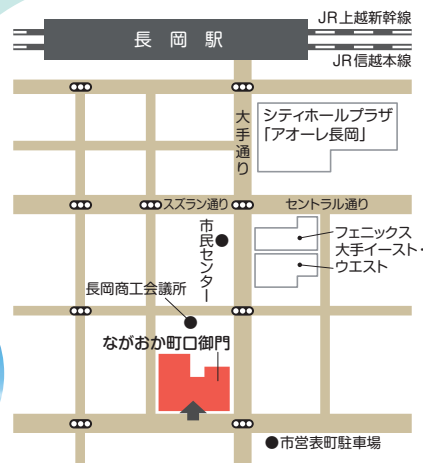 JR上越新幹線
長岡駅
JR信越本線
大手通り
シティホールプラザ
「アオーレ長岡」
スズラン通り
セントラル通り
市民センター
フェニックス
大手イースト・
ウエスト
長岡商工会議所
ながおか町口御門
●市営表町駐車場